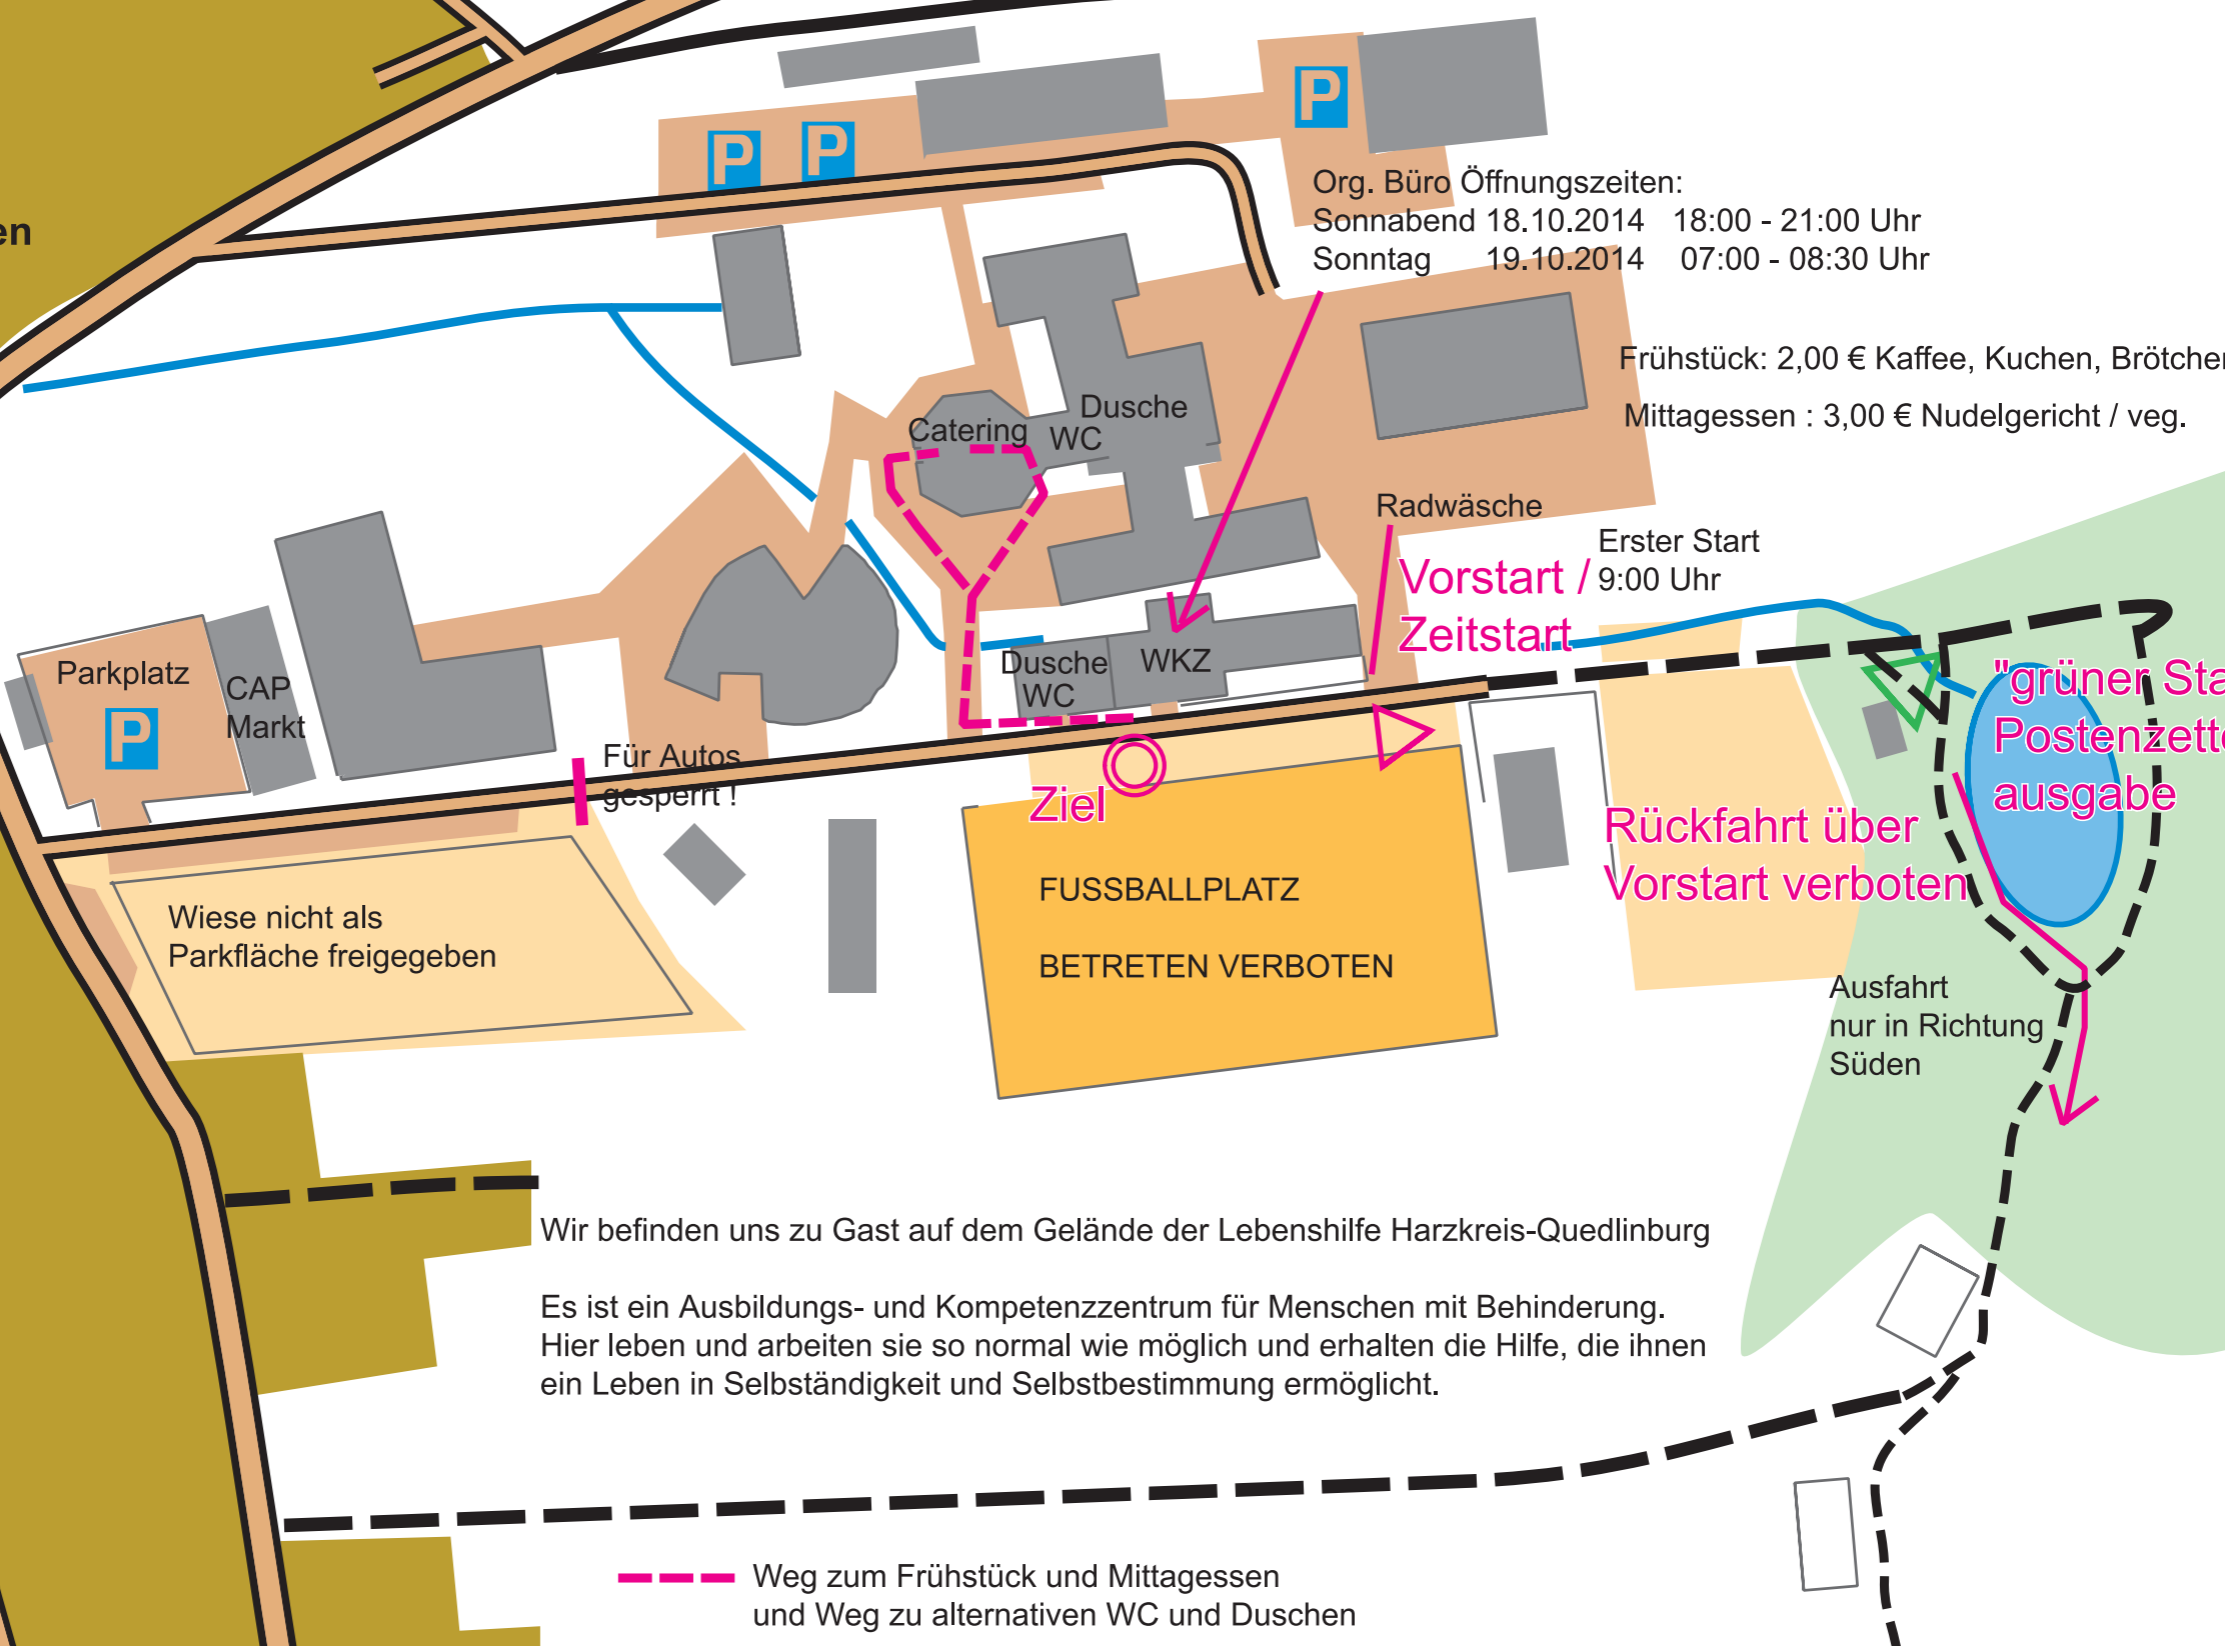 P
P
P
Org. Büro Öffnungszeiten:
Sonnabend 18.10.2014 18:00 - 21:00 Uhr
Sonntag 19.10.2014 07:00 - 08:30 Uhr
en
Frühstück: 2,00 € Kaffee, Kuchen, Brötchen
Mittagessen : 3,00 € Nudelgericht / veg.
Catering
Dusche
WC
Radwäsche
Vorstart /
Zeitstart
Erster Start
9:00 Uhr
Parkplatz
P
CAP
Markt
Dusche
WC
WKZ
"grüner Sta
Postenzette
ausgabe
Für Autos
gesperrt !
Ziel
Rückfahrt über
Vorstart verboten
FUSSBALLPLATZ
BETRETEN VERBOTEN
Wiese nicht als
Parkfläche freigegeben
Ausfahrt
nur in Richtung
Süden
Wir befinden uns zu Gast auf dem Gelände der Lebenshilfe Harzkreis-Quedlinburg
Es ist ein Ausbildungs- und Kompetenzzentrum für Menschen mit Behinderung.
Hier leben und arbeiten sie so normal wie möglich und erhalten die Hilfe, die ihnen
ein Leben in Selbständigkeit und Selbstbestimmung ermöglicht.
Weg zum Frühstück und Mittagessen
und Weg zu alternativen WC und Duschen